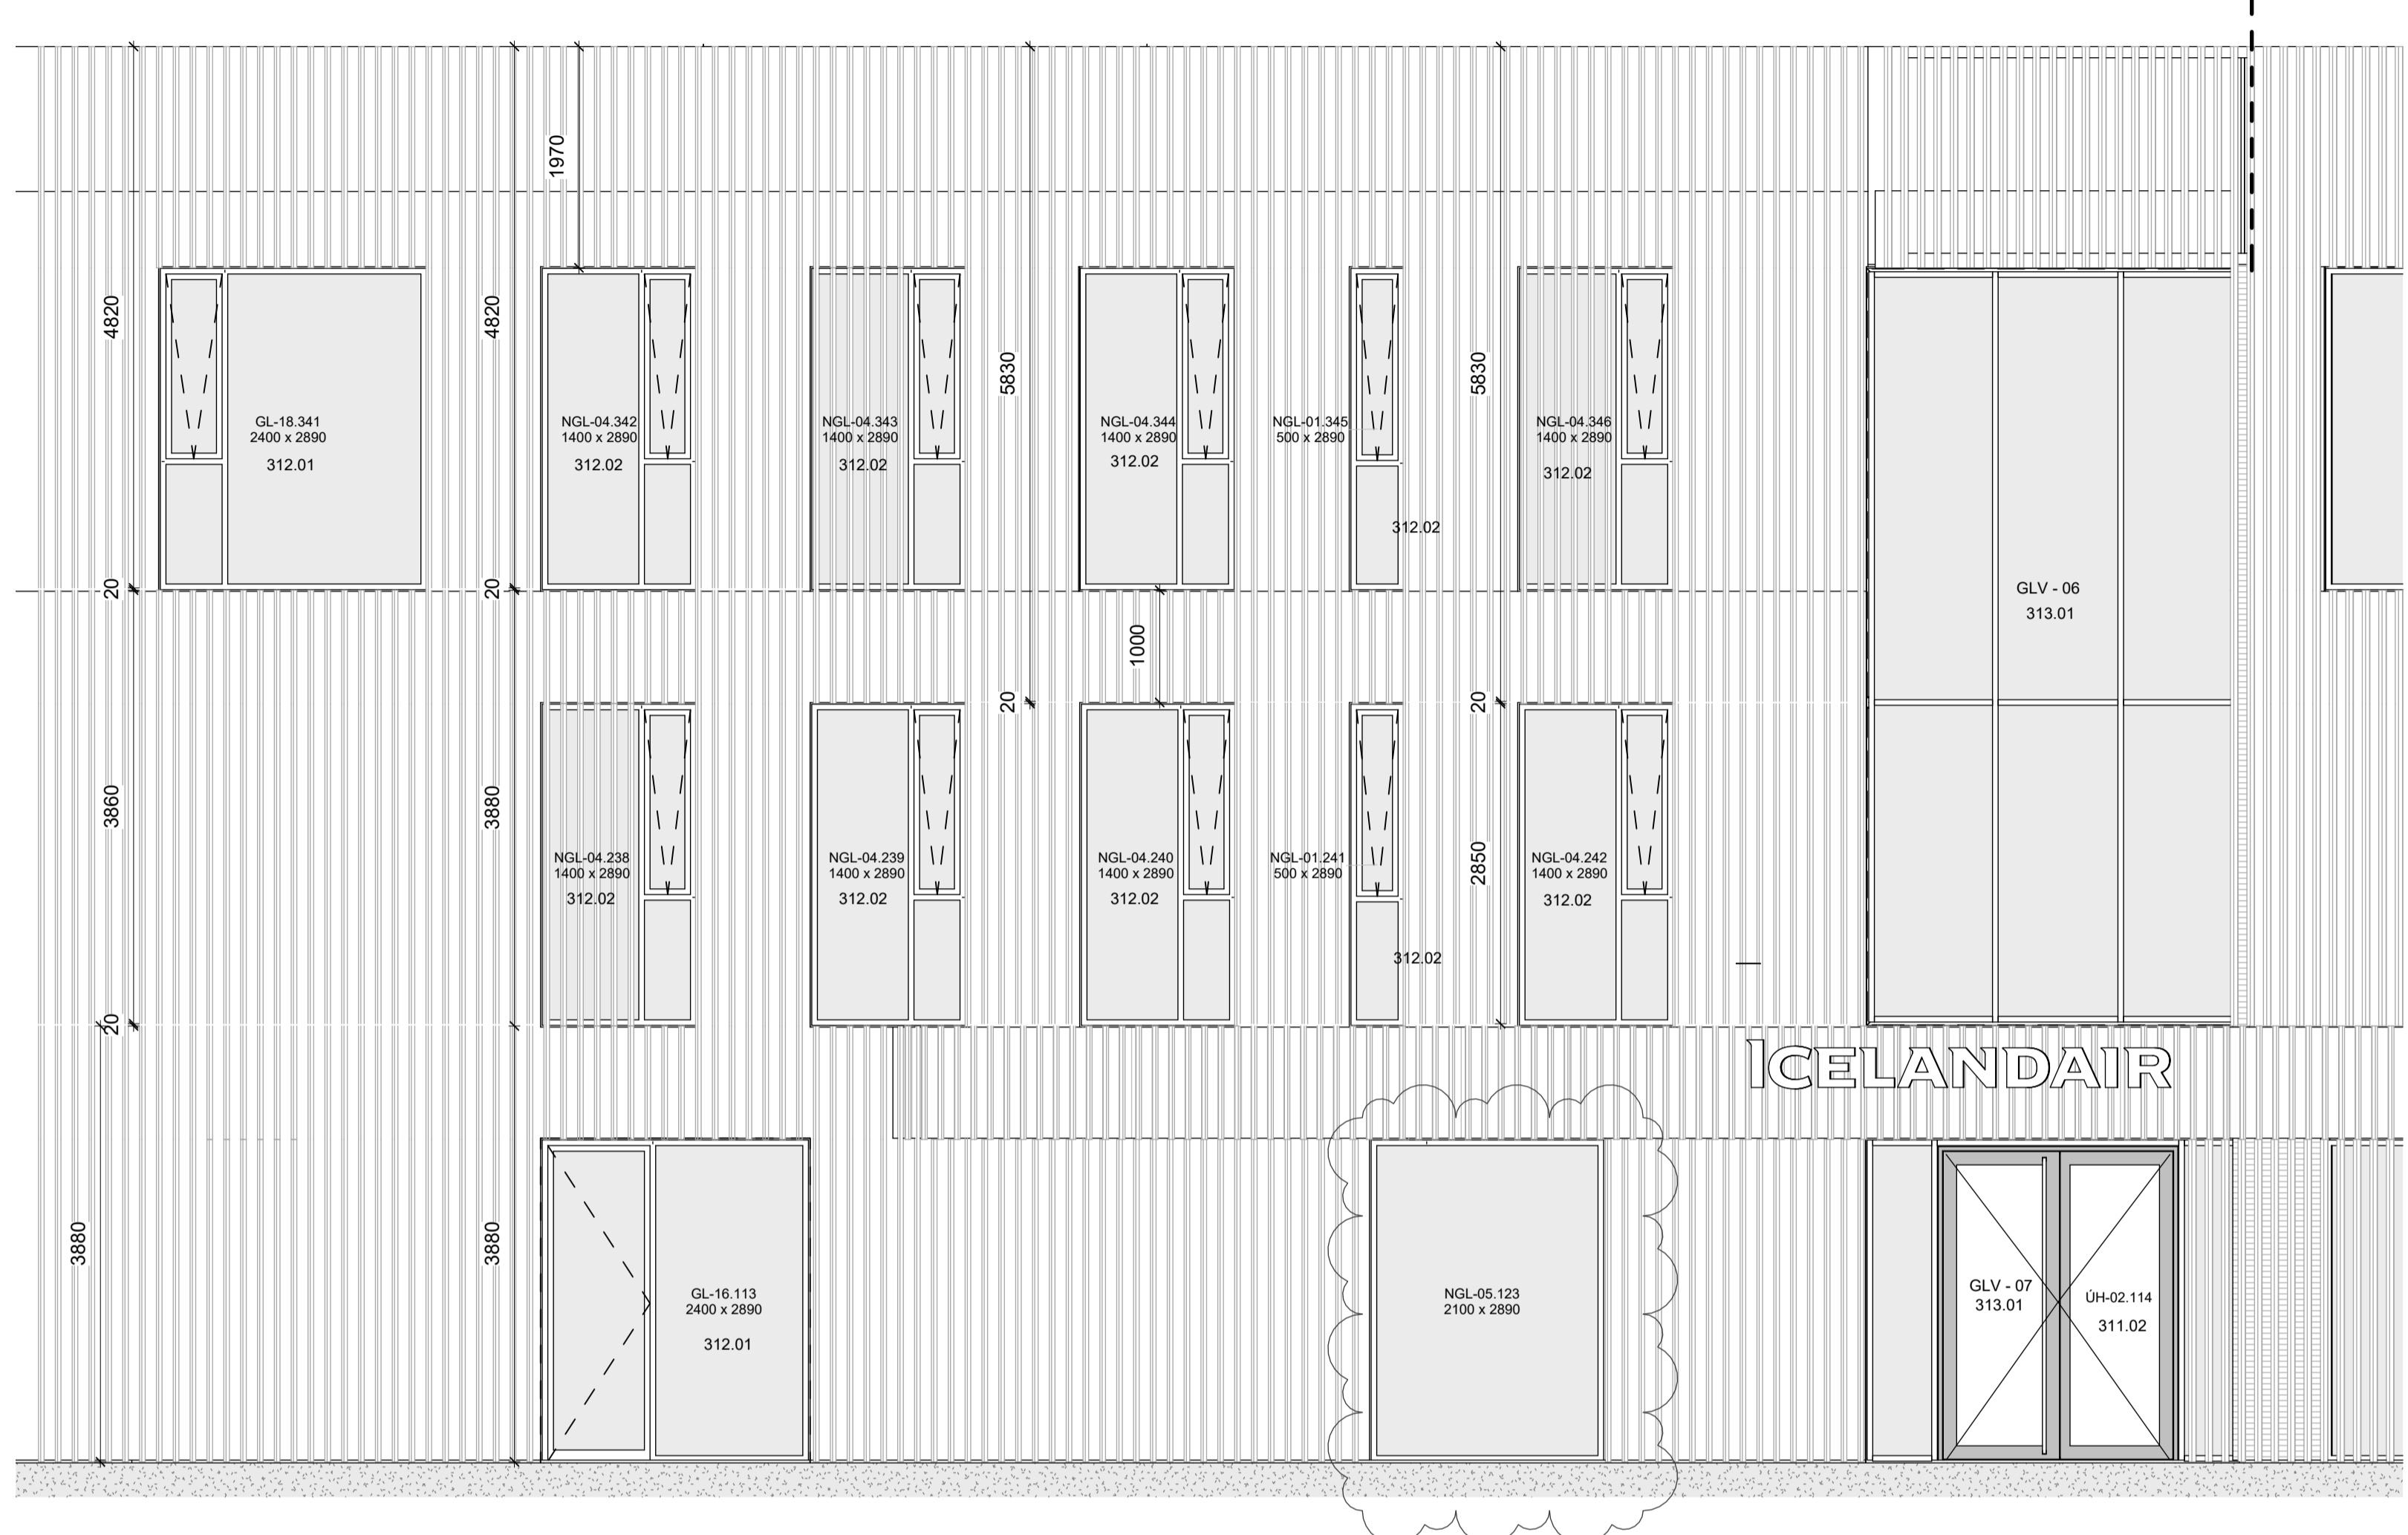 1970
4820
4820
5830
5830
GL-18.341
2400 x 2890
312.01
NGL-04.342
1400 x 2890
312.02
NGL-04.343
1400 x 2890
312.02
NGL-04.344
1400 x 2890
312.02
NGL-01.345
500 x 2890
312.02
NGL-04.346
1400 x 2890
312.02
GLV - 06
313.01
20
20
1000
20
20
3860
3880
2850
NGL-04.238
1400 x 2890
312.02
NGL-04.239
1400 x 2890
312.02
NGL-04.240
1400 x 2890
312.02
NGL-01.241
500 x 2890
312.02
NGL-04.242
1400 x 2890
312.02
20
ICELANDAIR
3880
3880
GL-16.113
2400 x 2890
312.01
NGL-05.123
2100 x 2890
GLV - 07
313.01
ÚH-02.114
311.02